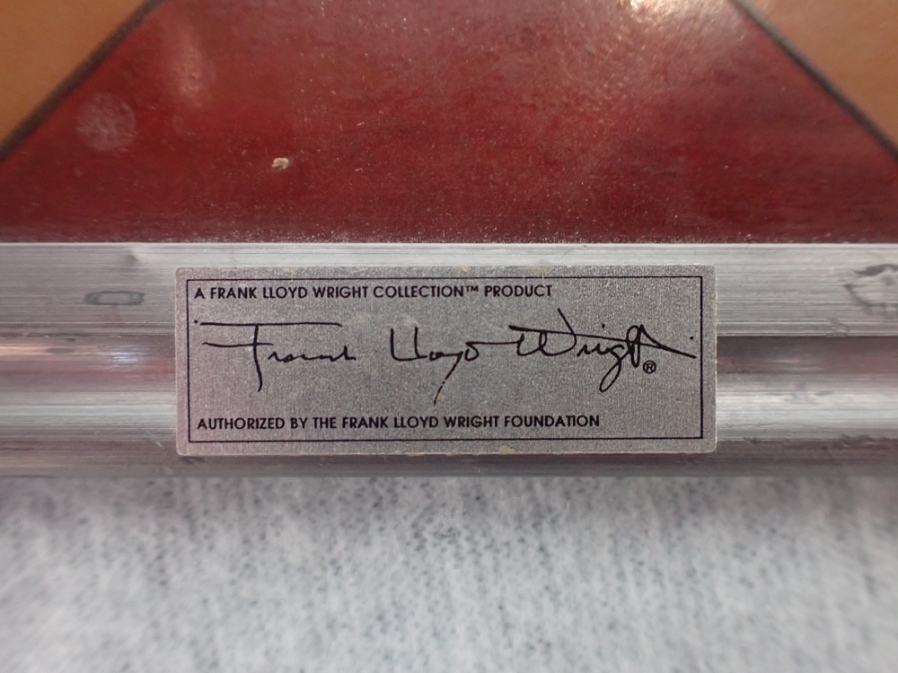 A FRANK LLOYD WRIGHT COLLECTION™ PRODUCT
Frank Lloyd Wright®
AUTHORIZED BY THE FRANK LLOYD WRIGHT FOUNDATION